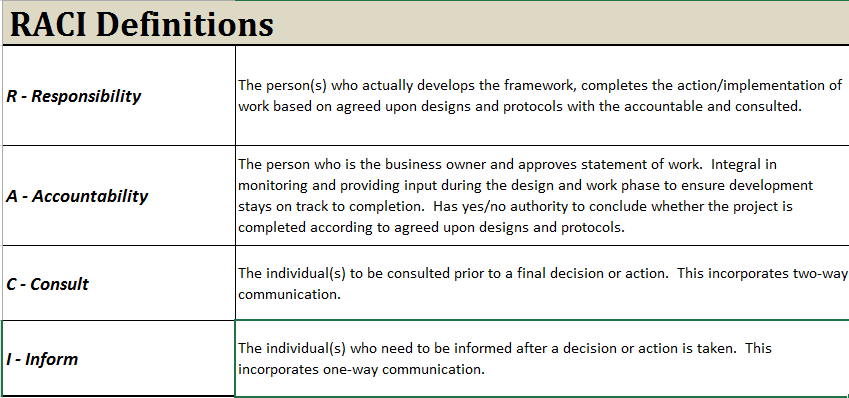 RACI Definitions
R - Responsibility
The person(s) who actually develops the framework, completes the action/implementation of
work based on agreed upon designs and protocols with the accountable and consulted.
A - Accountability
The person who is the business owner and approves statement of work.  Integral in
monitoring and providing input during the design and work phase to ensure development
stays on track to completion.  Has yes/no authority to conclude whether the project is
completed according to agreed upon designs and protocols.
C - Consult
The individual(s) to be consulted prior to a final decision or action.  This incorporates two-way
communication.
I - Inform
The individual(s) who need to be informed after a decision or action is taken.  This
incorporates one-way communication.